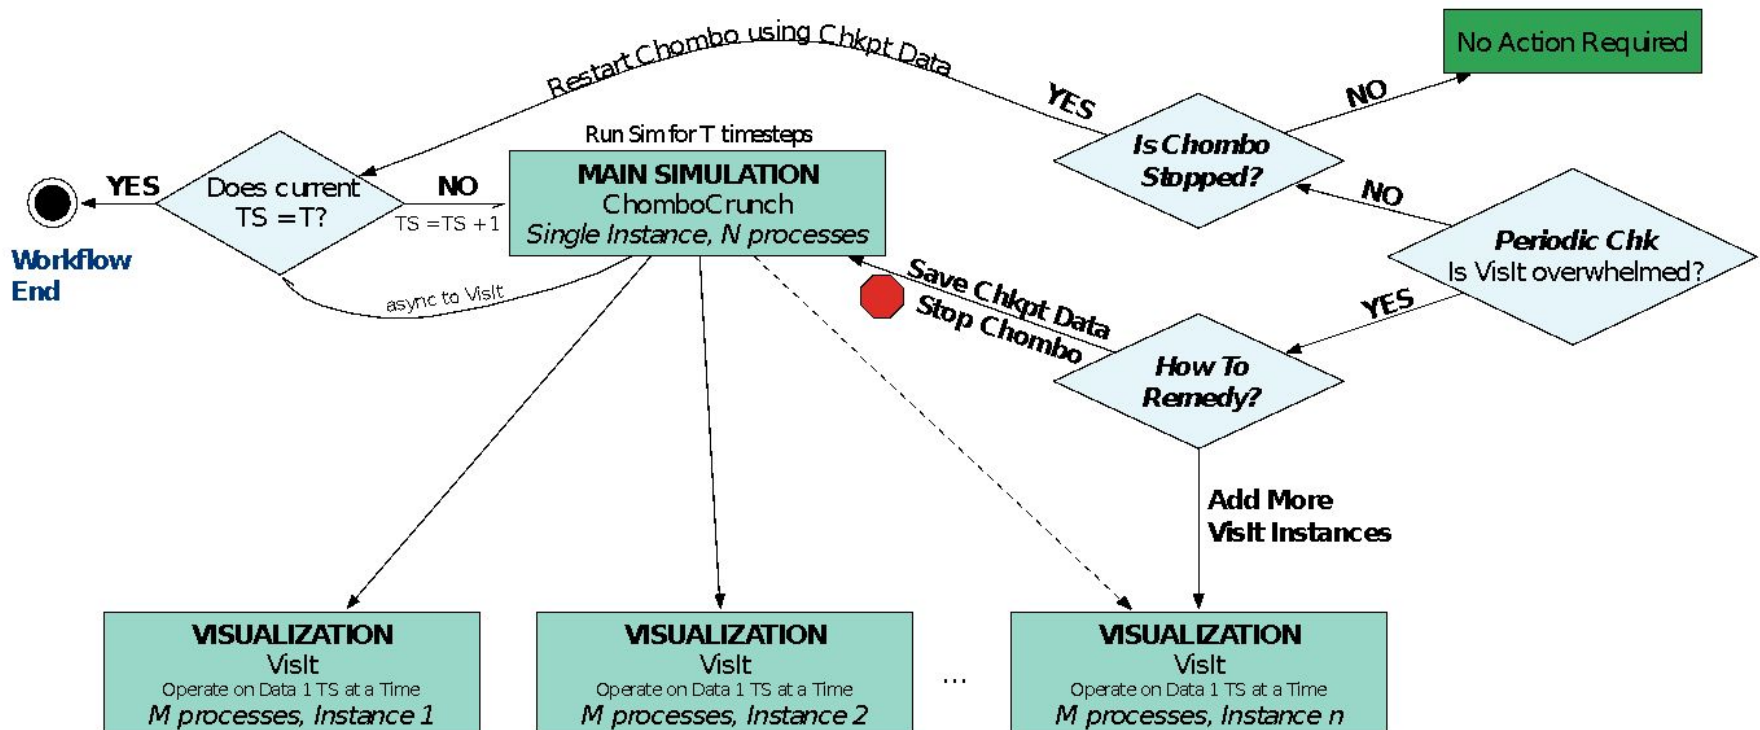 Restart Chombo using Chkpt Data
No Action Required
YES
NO
Is Chombo
Stopped?
Run Sim for T timesteps
MAIN SIMULATION
ChomboCrunch
Single Instance, N processes
YES
Does current
TS = T?
NO
TS = TS + 1
Workflow
End
async to VisIt
NO
Periodic Chk
Is VisIt overwhelmed?
YES
Save Chkpt Data
Stop Chombo
How To
Remedy?
Add More
VisIt Instances
VISUALIZATION
VisIt
Operate on Data 1 TS at a Time
M processes, Instance 1
VISUALIZATION
VisIt
Operate on Data 1 TS at a Time
M processes, Instance 2
...
VISUALIZATION
VisIt
Operate on Data 1 TS at a Time
M processes, Instance n